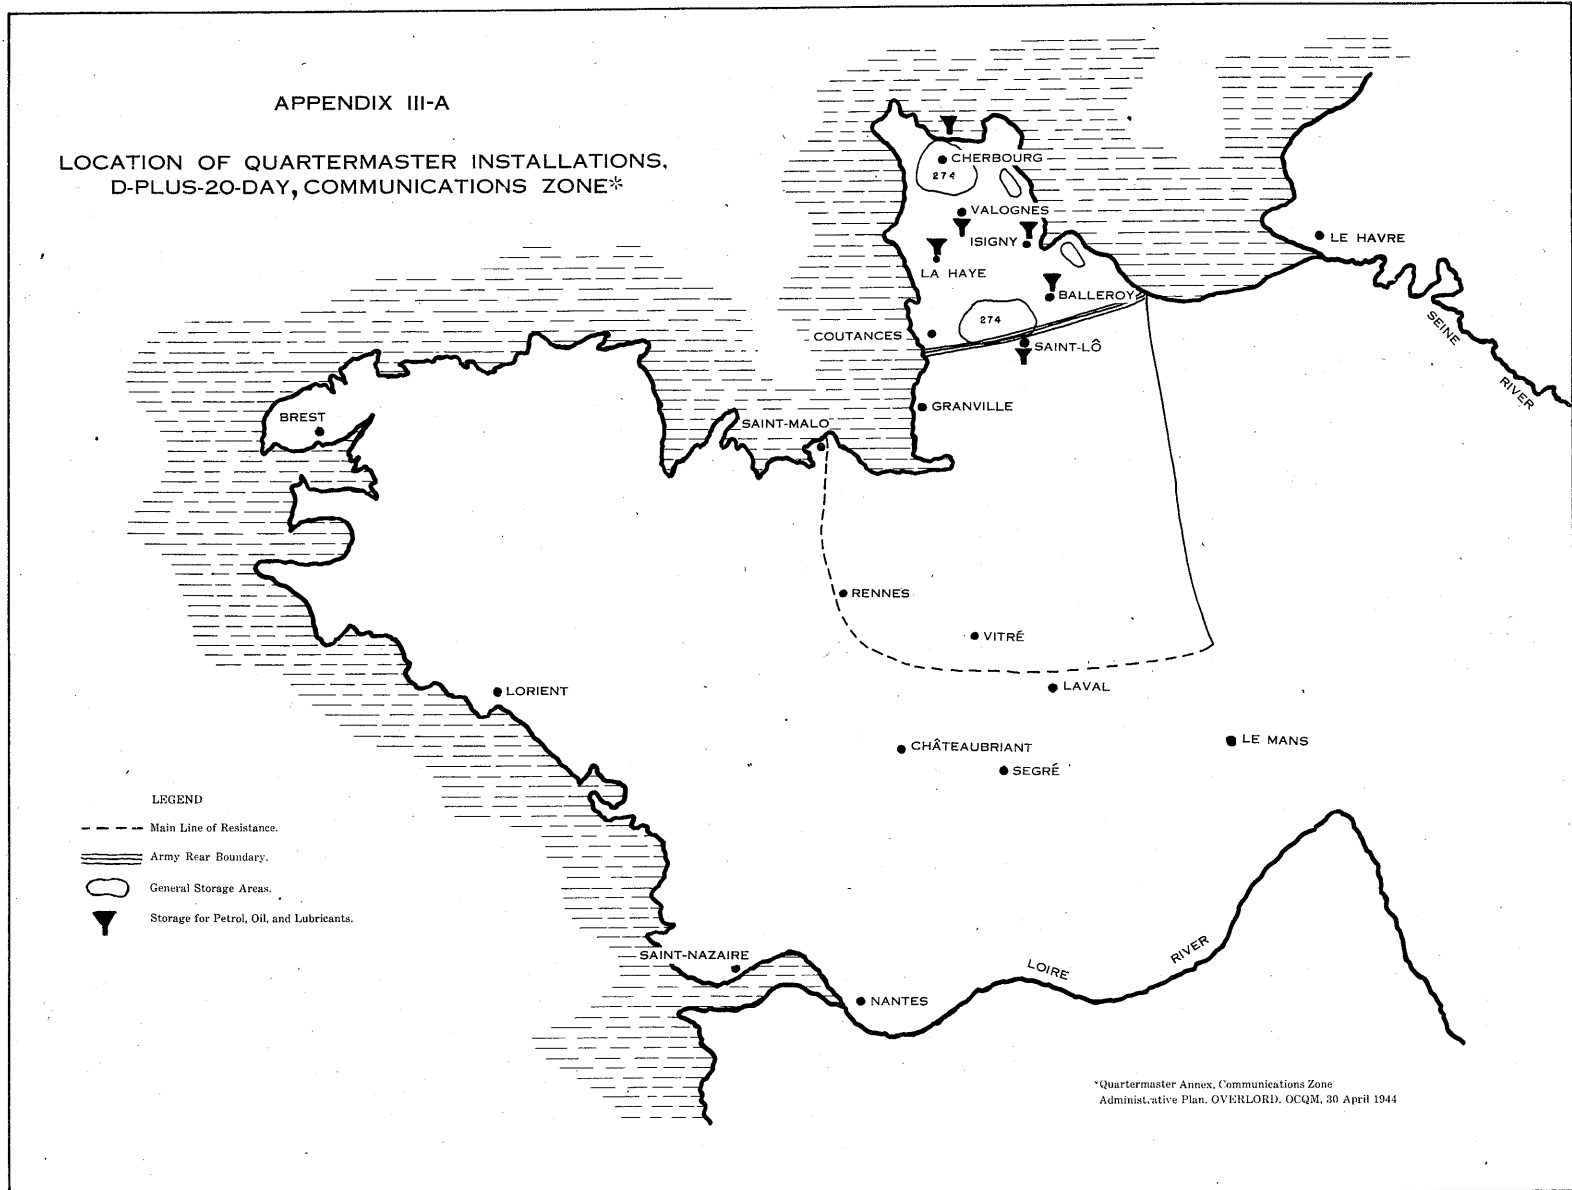 APPENDIX III-A
LOCATION OF QUARTERMASTER INSTALLATIONS,
D-PLUS-20-DAY, COMMUNICATIONS ZONE*
CHERBOURG
274
VALOGNES
ISIGNY
LA HAYE
BALLEROY
LE HAVRE
274
COUTANCES
SAINT-LÔ
SEINE
RIVER
GRANVILLE
BREST
SAINT-MALO
RENNES
VITRÉ
LORIENT
LAVAL
CHÂTEAUBRIANT
LE MANS
SEGRÉ
LEGEND
Main Line of Resistance.
Army Rear Boundary.
General Storage Areas.
Storage for Petrol, Oil, and Lubricants.
SAINT-NAZAIRE
LOIRE
RIVER
NANTES
*Quartermaster Annex, Communications Zone
Administrative Plan, OVERLORD, OCQM, 30 April 1944